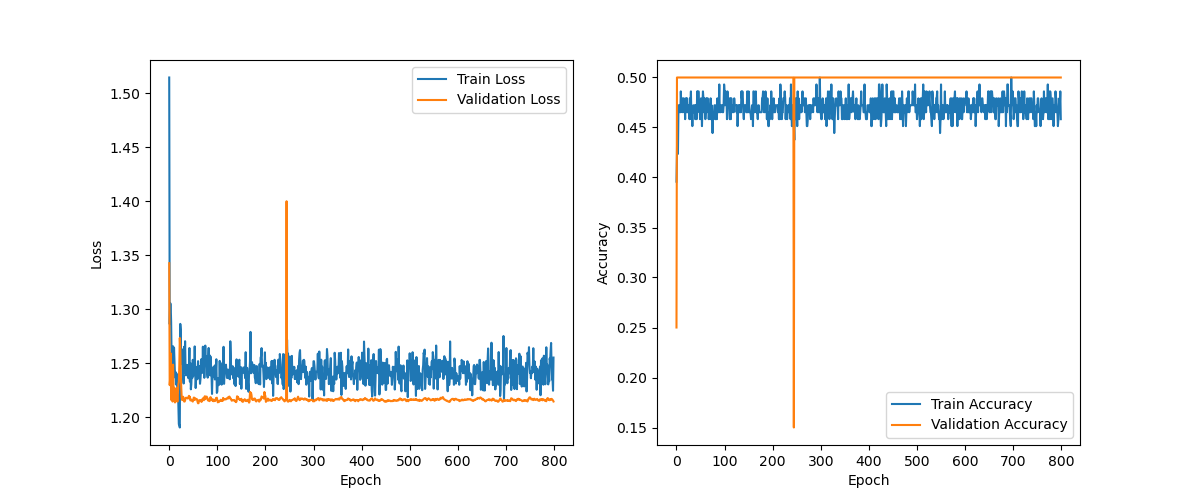 1.50
1.45
1.40
1.35
1.30
1.25
1.20
Loss
0 100 200 300 400 500 600 700 800
Epoch
Train Loss
Validation Loss
0.50
0.45
0.40
0.35
0.30
0.25
0.20
0.15
Accuracy
0 100 200 300 400 500 600 700 800
Epoch
Train Accuracy
Validation Accuracy